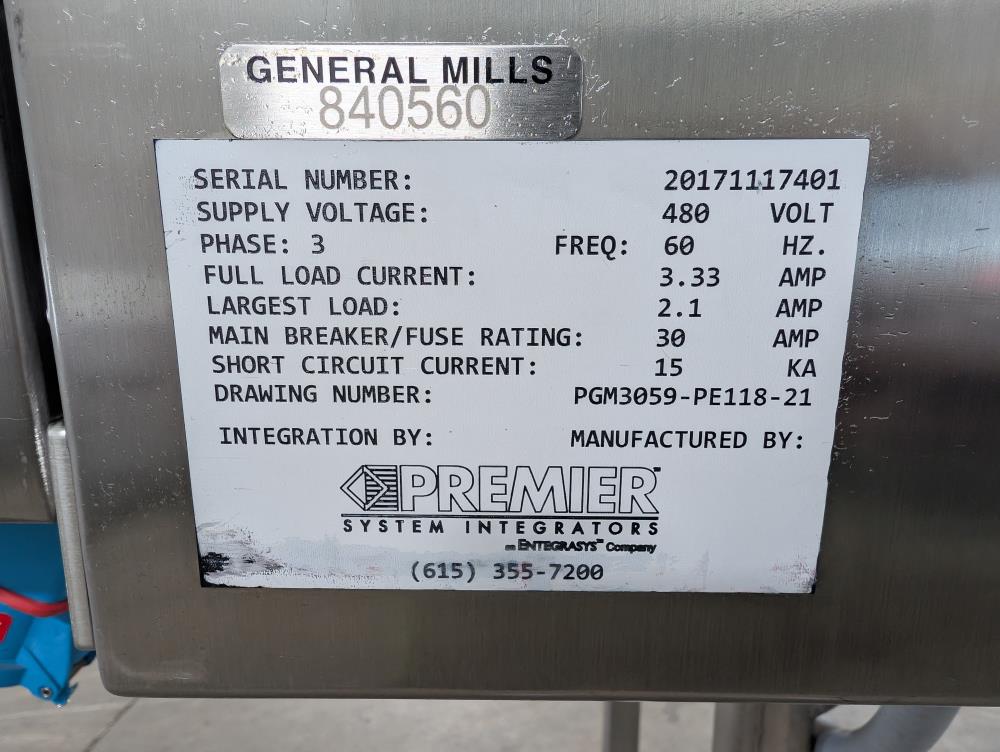 GENERAL MILLS
840560
SERIAL NUMBER: 20171117401
SUPPLY VOLTAGE: 480 VOLT
PHASE: 3 FREQ: 60 HZ.
FULL LOAD CURRENT: 3.33 AMP
LARGEST LOAD: 2.1 AMP
MAIN BREAKER/FUSE RATING: 30 AMP
SHORT CIRCUIT CURRENT: 15 KA
DRAWING NUMBER: PGM3059-PE118-21
INTEGRATION BY: MANUFACTURED BY:
PREMIER™
SYSTEM INTEGRATORS
an ENTEGRASYS™ Company
(615) 355-7200